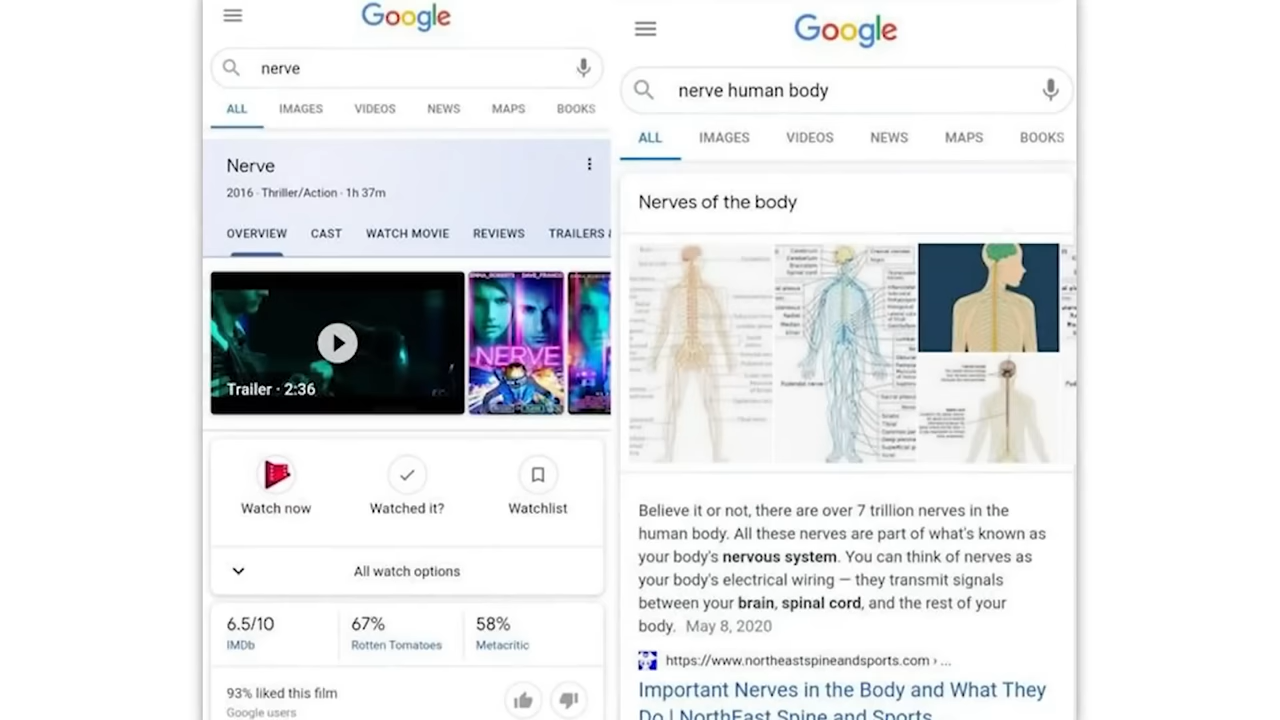 Google
nerve
ALL IMAGES VIDEOS NEWS MAPS BOOKS
Nerve
2016 · Thriller/Action · 1h 37m
OVERVIEW CAST WATCH MOVIE REVIEWS TRAILERS
Trailer · 2:36
NERVE
Watch now Watched it? Watchlist
All watch options
6.5/10 67% 58%
IMDb Rotten Tomatoes Metacritic
93% liked this film
Google users
Google
nerve human body
ALL IMAGES VIDEOS NEWS MAPS BOOKS
Nerves of the body
Believe it or not, there are over 7 trillion nerves in the
human body. All these nerves are part of what's known as
your body's nervous system. You can think of nerves as
your body's electrical wiring — they transmit signals
between your brain, spinal cord, and the rest of your
body. May 8, 2020
https://www.northeastspineandsports.com › ...
Important Nerves in the Body and What They
Do | NorthEast Spine and Sports